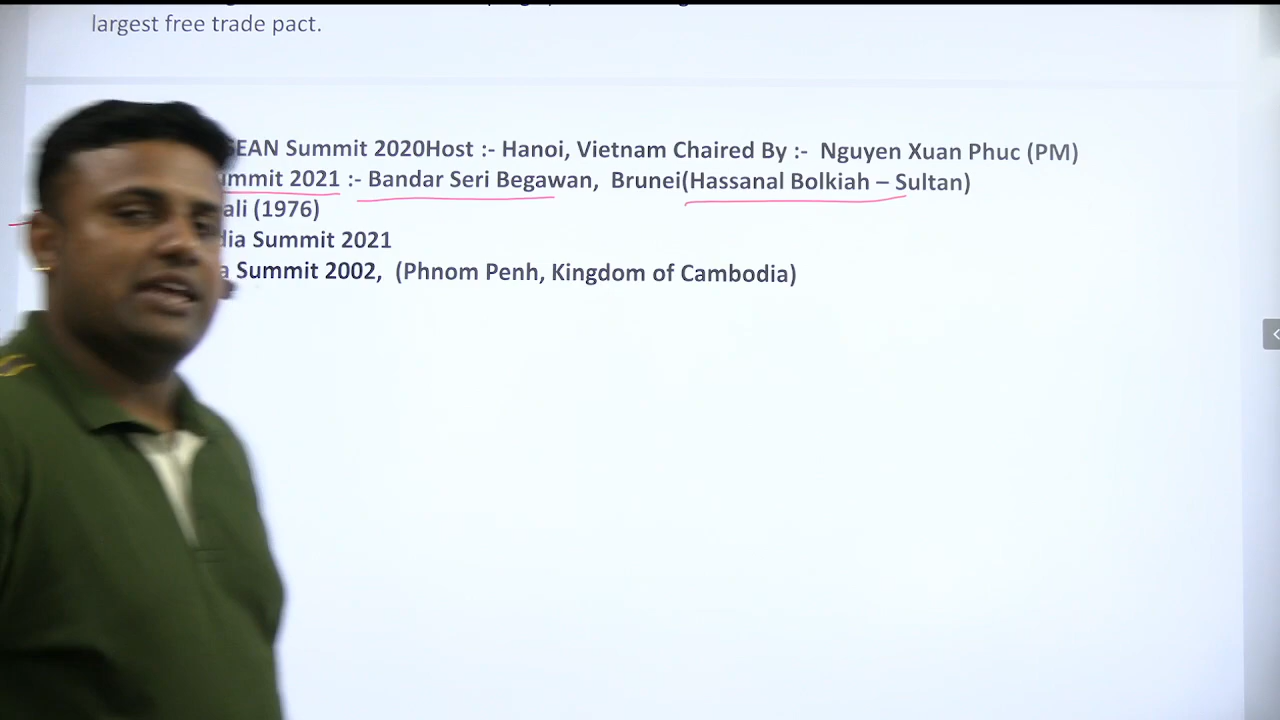 largest free trade pact.
SEAN Summit 2020Host :- Hanoi, Vietnam Chaired By :- Nguyen Xuan Phuc (PM)
ummit 2021 :- Bandar Seri Begawan, Brunei(Hassanal Bolkiah – Sultan)
ali (1976)
dia Summit 2021
a Summit 2002, (Phnom Penh, Kingdom of Cambodia)